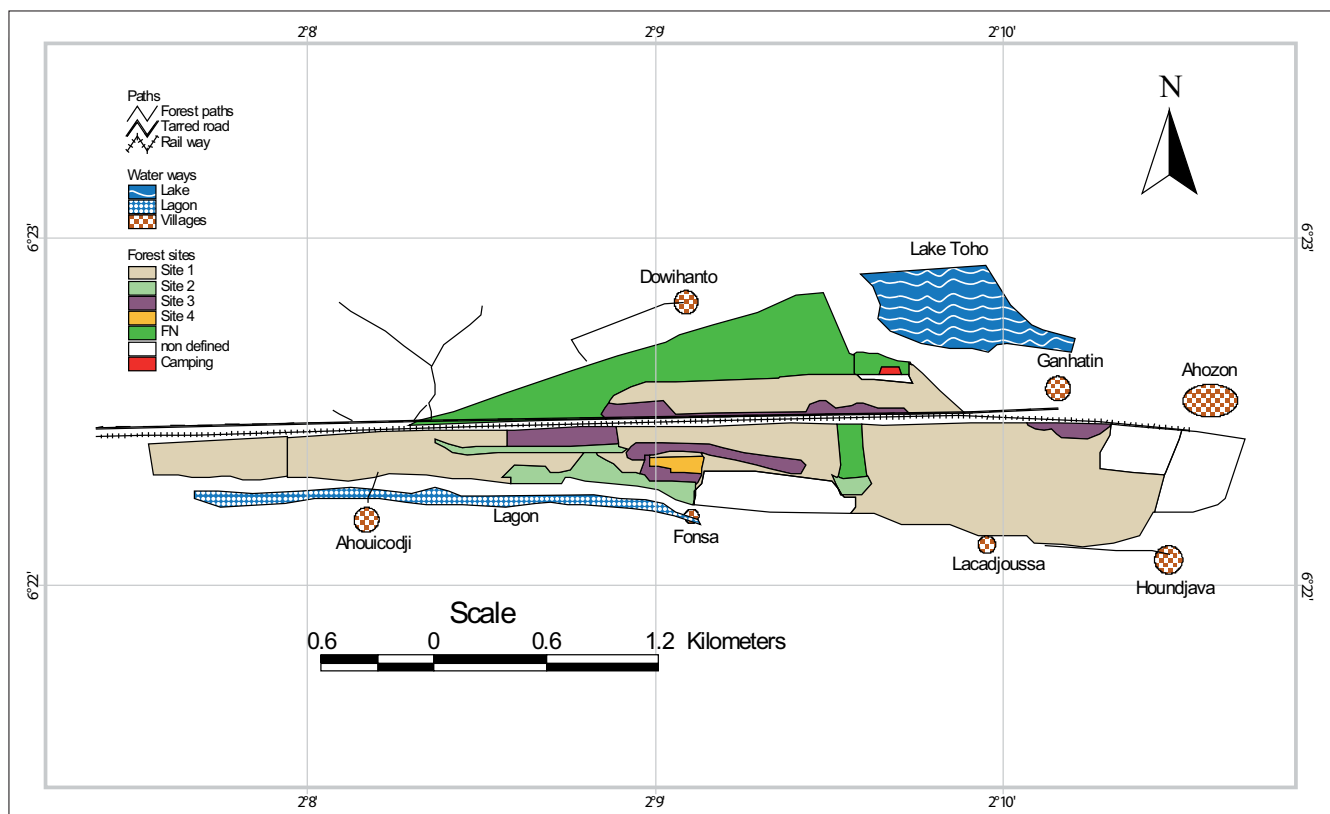 2°8' 2°9' 2°10'
N
Paths
Forest paths
Tarred road
Rail way
Water ways
Lake
Lagon
Villages
6°23' 6°23'
Forest sites
Site 1
Site 2
Site 3
Site 4
FN
non defined
Camping
Lake Toho
Dowihanto
Ganhatin
Ahozon
Lagon
Ahouicodji
Fonsa
Lacadjoussa
Houndjava
6°22' 6°22'
Scale
0.6 0 0.6 1.2 Kilometers
2°8' 2°9' 2°10'